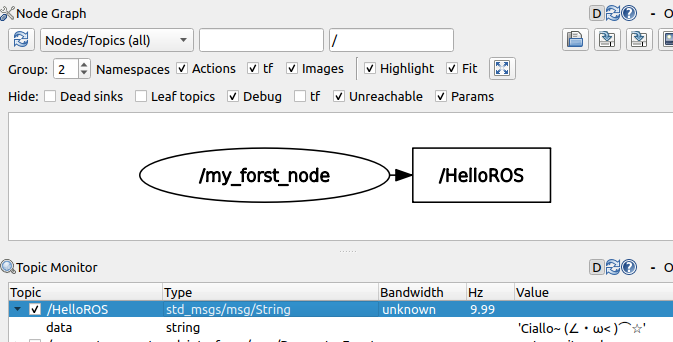 Node Graph D - O
Nodes/Topics (all) /
Group: 2 Namespaces Actions tf Images Highlight Fit
Hide: Dead sinks Leaf topics Debug tf Unreachable Params
/my_forst_node /HelloROS
Topic Monitor D - O
Topic Type Bandwidth Hz Value
/HelloROS std_msgs/msg/String unknown 9.99
data string 'Ciallo~ (∠・ω< )⌒☆'